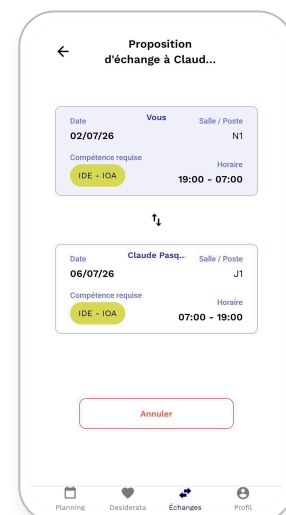 Proposition
d'échange à Claud...
Vous
Date
Salle / Poste
02/07/26
N1
Compétence requise
Horaire
IDE - IOA
19:00 - 07:00
Claude Pasq..
Date
Salle / Poste
06/07/26
J1
Compétence requise
Horaire
IDE - IOA
07:00 - 19:00
Annuler
Planning
Desiderata
Échanges
Profil